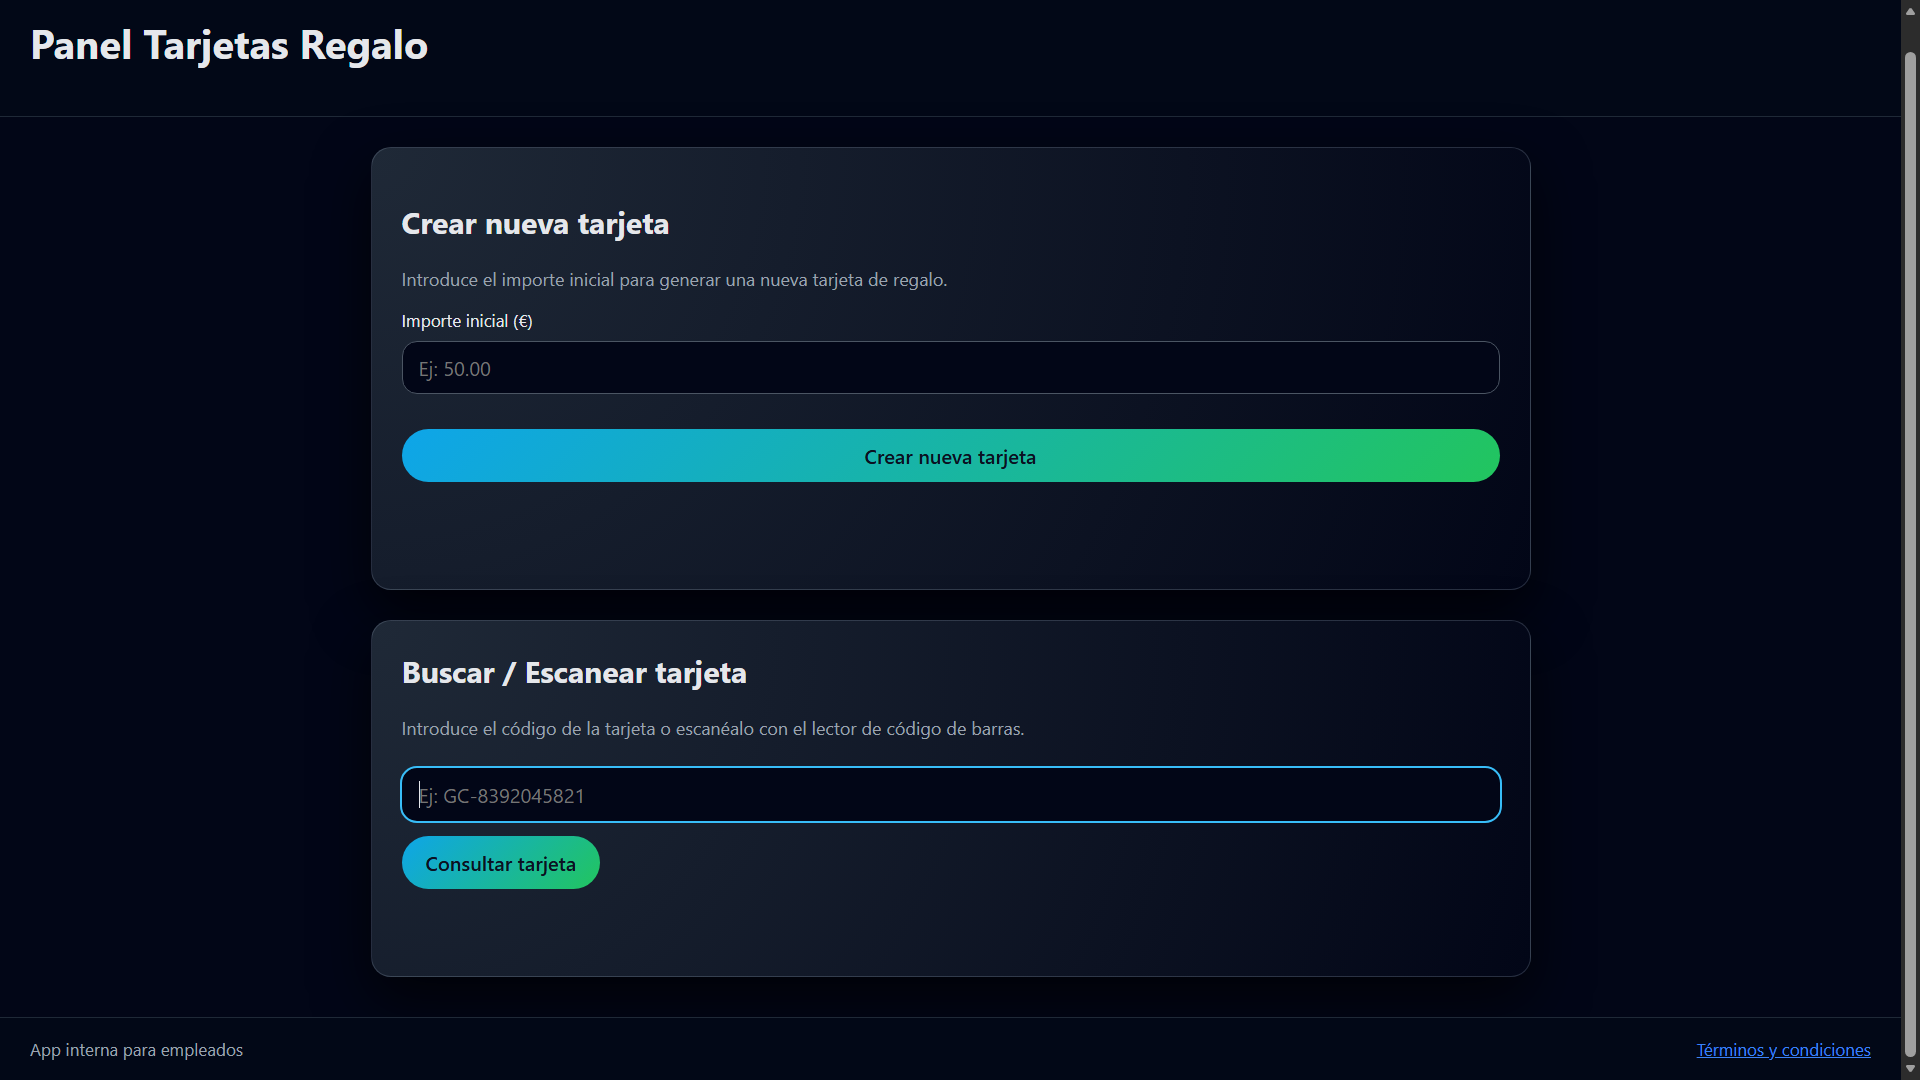 Panel Tarjetas Regalo
Crear nueva tarjeta
Introduce el importe inicial para generar una nueva tarjeta de regalo.
Importe inicial (€)
Ej: 50.00
Crear nueva tarjeta
Buscar / Escanear tarjeta
Introduce el código de la tarjeta o escanéalo con el lector de código de barras.
Ej: GC-8392045821
Consultar tarjeta
App interna para empleados
Términos y condiciones